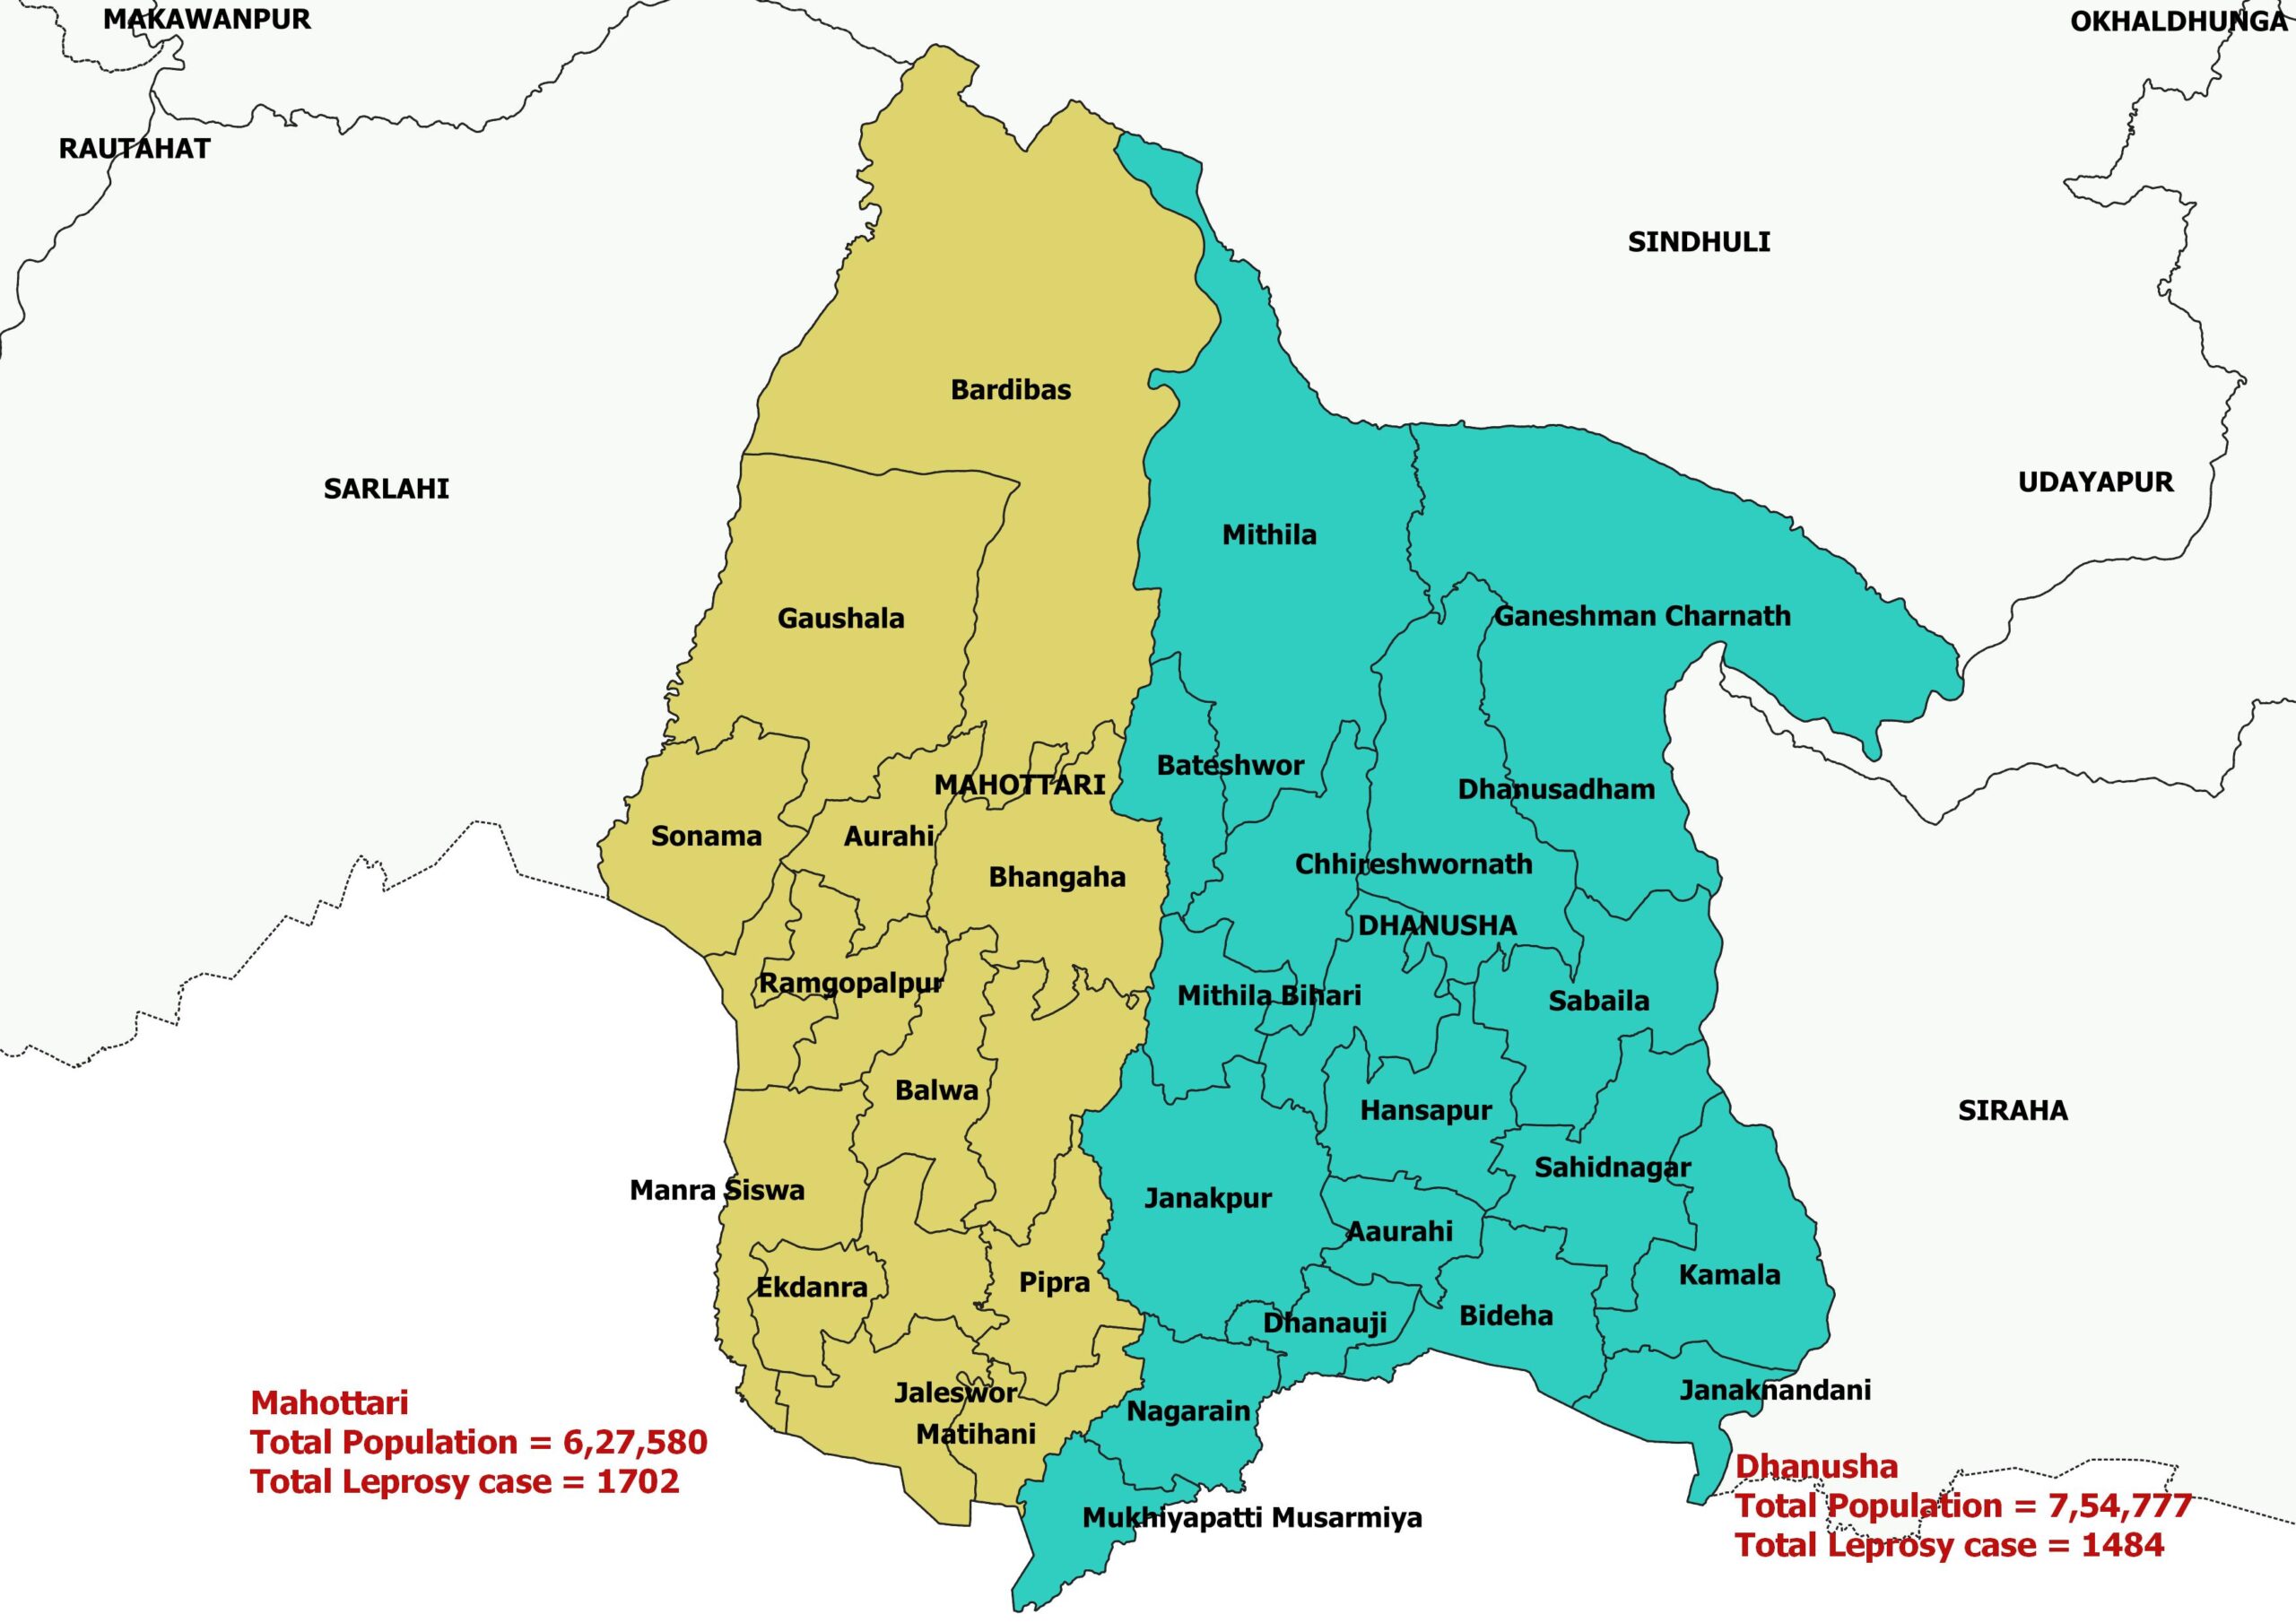 MAKAWANPUR
OKHALDHUNGA
RAUTAHAT
SINDHULI
Bardibas
UDAYAPUR
SARLAHI
Mithila
Ganeshman Charnath
Gaushala
Bateshwor
MAHOTTARI
Dhanusadham
Sonama
Aurahi
Chhireshwornath
Bhangaha
DHANUSHA
Ramgopalpur
Mithila Bihari
Sabaila
Balwa
Hansapur
SIRAHA
Sahidnagar
Manra Siswa
Janakpur
Aaurahi
Kamala
Pipra
Ekdanra
Bideha
Dhanauji
Janaknandani
Jaleswor
Nagarain
Matihani
Mukhiyapatti Musarmiya
Mahottari
Total Population = 6,27,580
Total Leprosy case = 1702
Dhanusha
Total Population = 7,54,777
Total Leprosy case = 1484